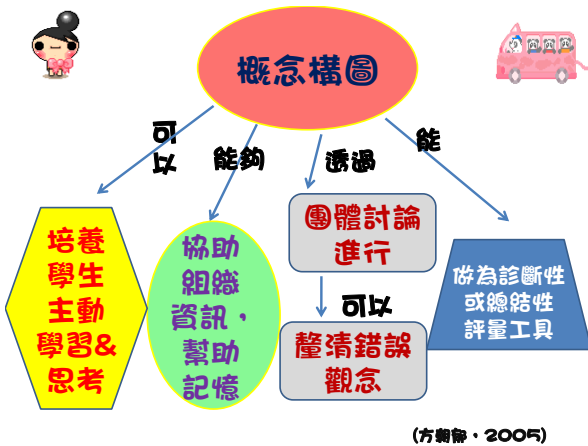 概念構圖
可
以
能夠
透過
能
培養
學生
主動
學習&
思考
協助
組織
資訊，
幫助
記憶
團體討論
進行
可以
釐清錯誤
觀念
做為診斷性
或總結性
評量工具
(方朝郁，2005)